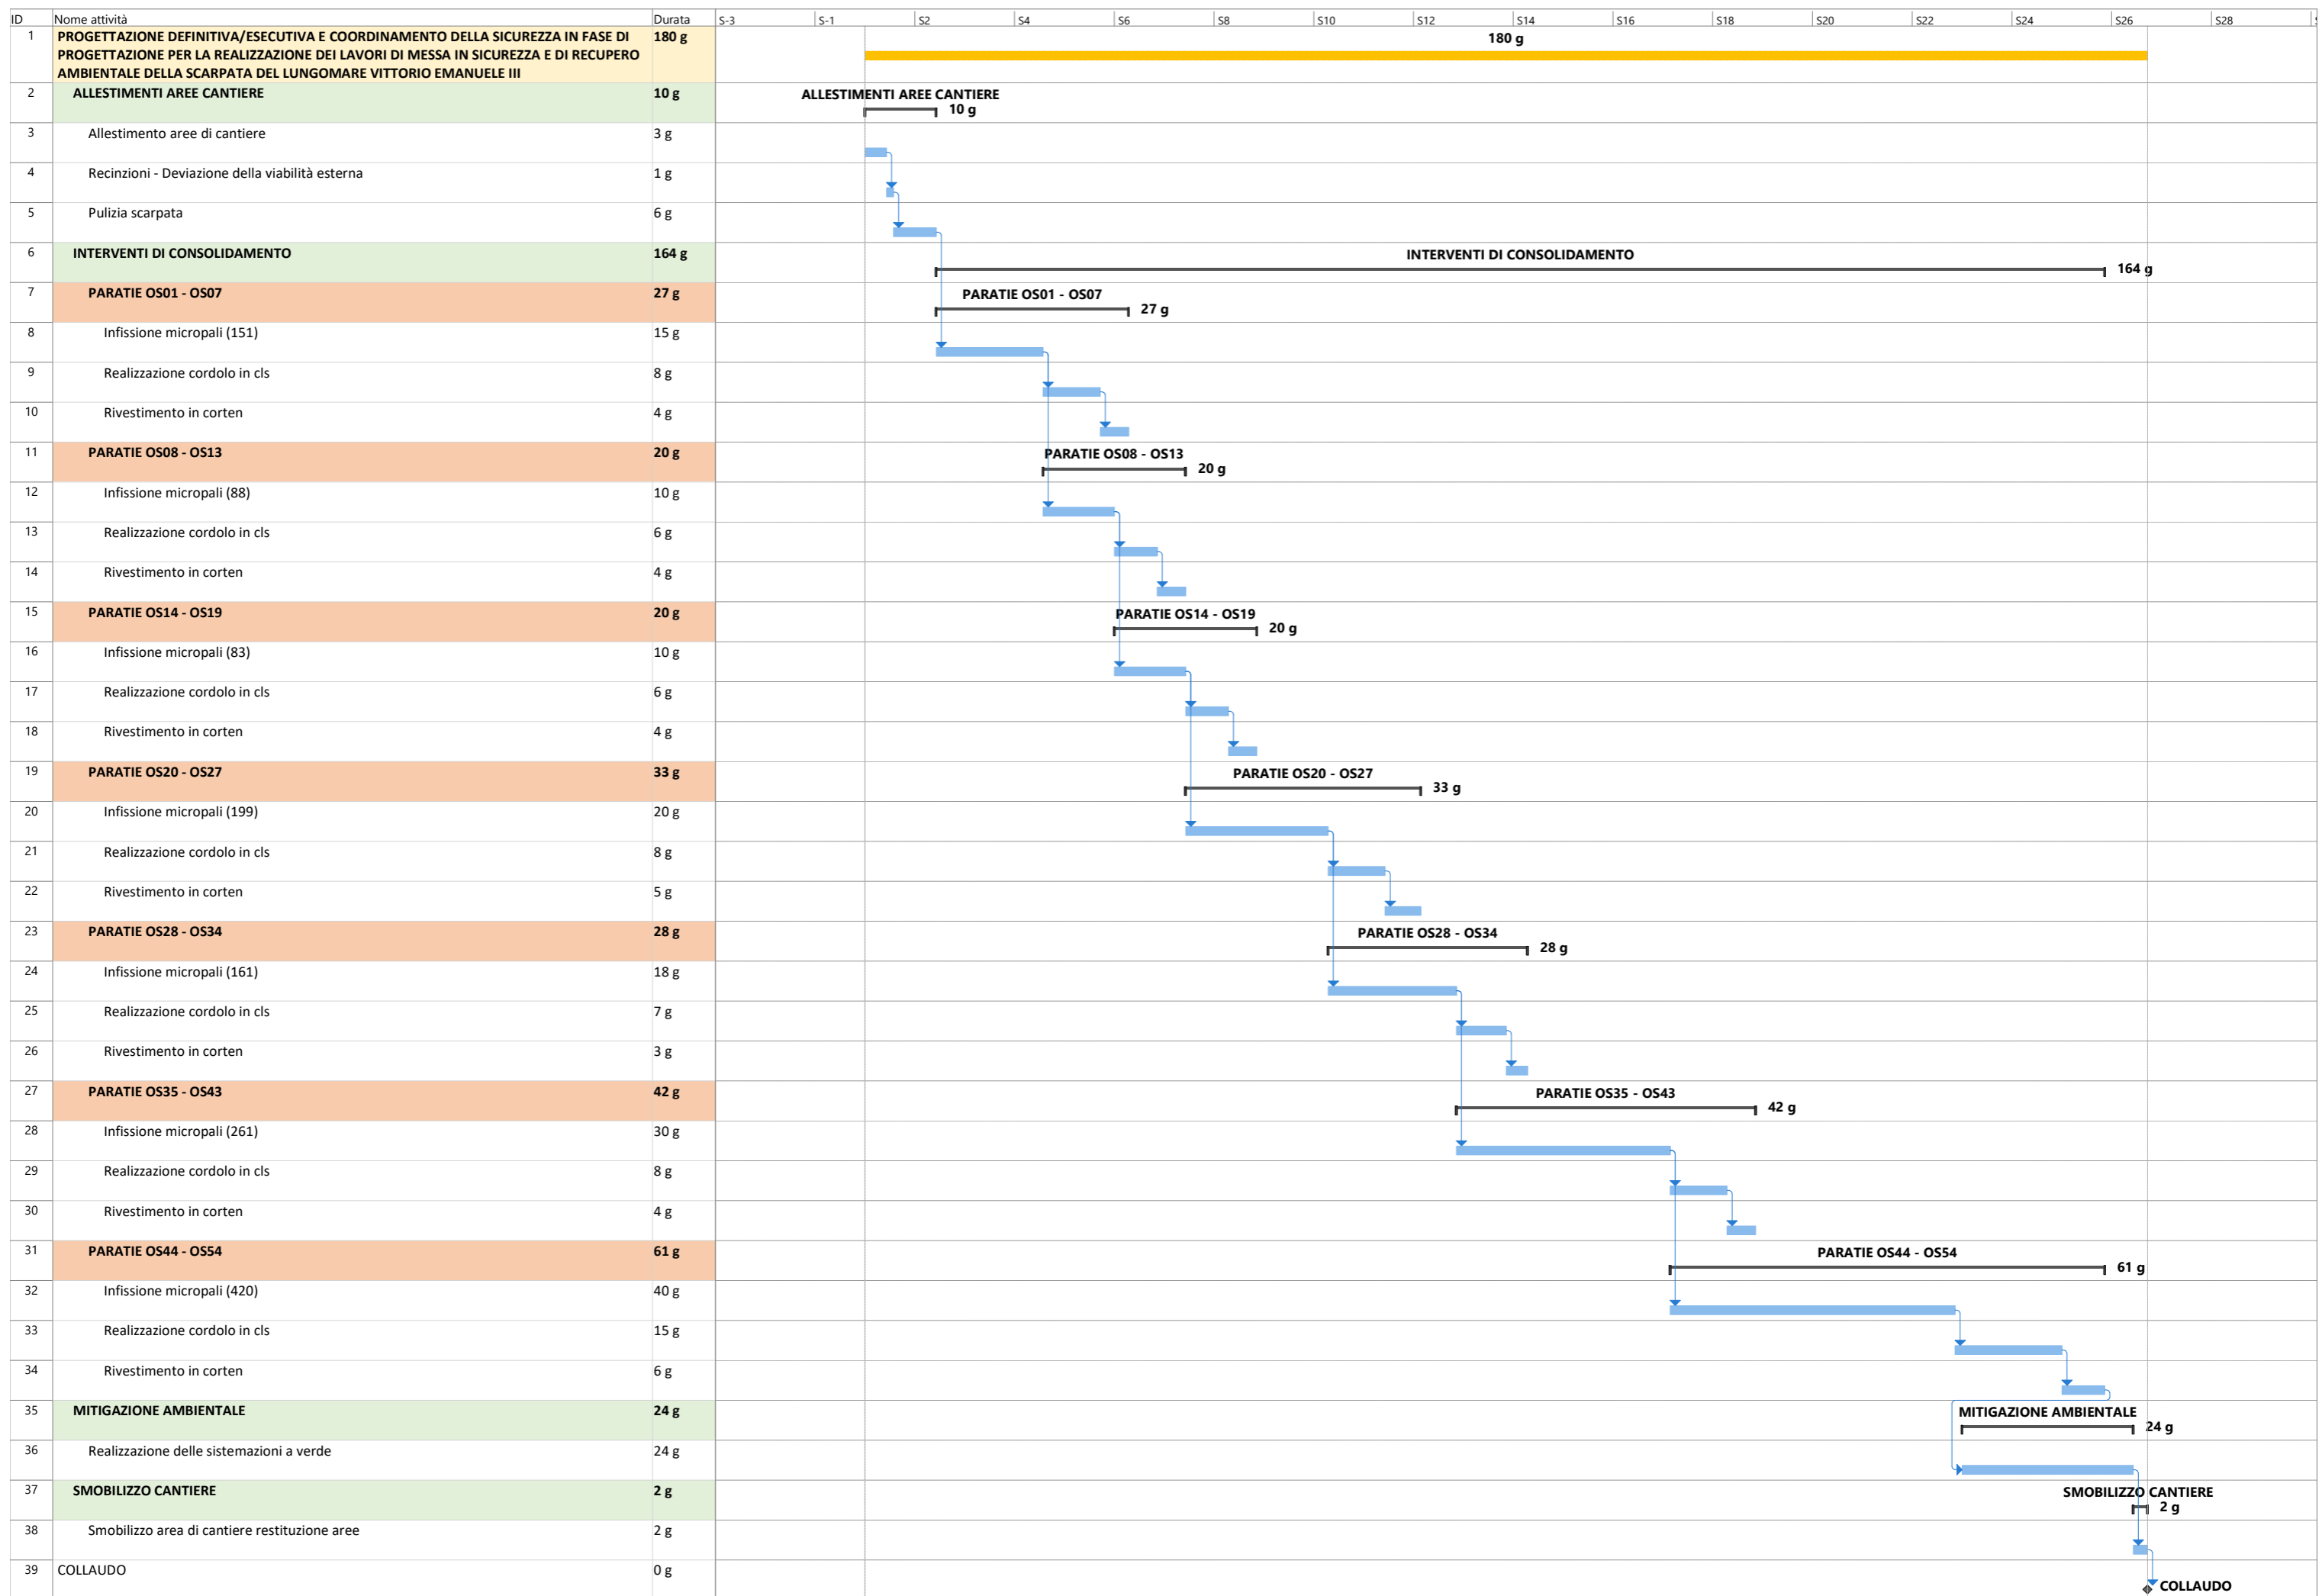 ID Nome attività Durata S-3 S-1 S2 S4 S6 S8 S10 S12 S14 S16 S18 S20 S22 S24 S26 S28
1 PROGETTAZIONE DEFINITIVA/ESECUTIVA E COORDINAMENTO DELLA SICUREZZA IN FASE DI 180 g 180 g
PROGETTAZIONE PER LA REALIZZAZIONE DEI LAVORI DI MESSA IN SICUREZZA E DI RECUPERO
AMBIENTALE DELLA SCARPATA DEL LUNGOMARE VITTORIO EMANUELE III
2 ALLESTIMENTI AREE CANTIERE 10 g ALLESTIMENTI AREE CANTIERE
10 g
3 Allestimento aree di cantiere 3 g
4 Recinzioni - Deviazione della viabilità esterna 1 g
5 Pulizia scarpata 6 g
6 INTERVENTI DI CONSOLIDAMENTO 164 g INTERVENTI DI CONSOLIDAMENTO
164 g
7 PARATIE OS01 - OS07 27 g PARATIE OS01 - OS07
27 g
8 Infissione micropali (151) 15 g
9 Realizzazione cordolo in cls 8 g
10 Rivestimento in corten 4 g
11 PARATIE OS08 - OS13 20 g PARATIE OS08 - OS13
20 g
12 Infissione micropali (88) 10 g
13 Realizzazione cordolo in cls 6 g
14 Rivestimento in corten 4 g
15 PARATIE OS14 - OS19 20 g PARATIE OS14 - OS19
20 g
16 Infissione micropali (83) 10 g
17 Realizzazione cordolo in cls 6 g
18 Rivestimento in corten 4 g
19 PARATIE OS20 - OS27 33 g PARATIE OS20 - OS27
33 g
20 Infissione micropali (199) 20 g
21 Realizzazione cordolo in cls 8 g
22 Rivestimento in corten 5 g
23 PARATIE OS28 - OS34 28 g PARATIE OS28 - OS34
28 g
24 Infissione micropali (161) 18 g
25 Realizzazione cordolo in cls 7 g
26 Rivestimento in corten 3 g
27 PARATIE OS35 - OS43 42 g PARATIE OS35 - OS43
42 g
28 Infissione micropali (261) 30 g
29 Realizzazione cordolo in cls 8 g
30 Rivestimento in corten 4 g
31 PARATIE OS44 - OS54 61 g PARATIE OS44 - OS54
61 g
32 Infissione micropali (420) 40 g
33 Realizzazione cordolo in cls 15 g
34 Rivestimento in corten 6 g
35 MITIGAZIONE AMBIENTALE 24 g MITIGAZIONE AMBIENTALE
24 g
36 Realizzazione delle sistemazioni a verde 24 g
37 SMOBILIZZO CANTIERE 2 g SMOBILIZZO CANTIERE
2 g
38 Smobilizzo area di cantiere restituzione aree 2 g
39 COLLAUDO 0 g
COLLAUDO